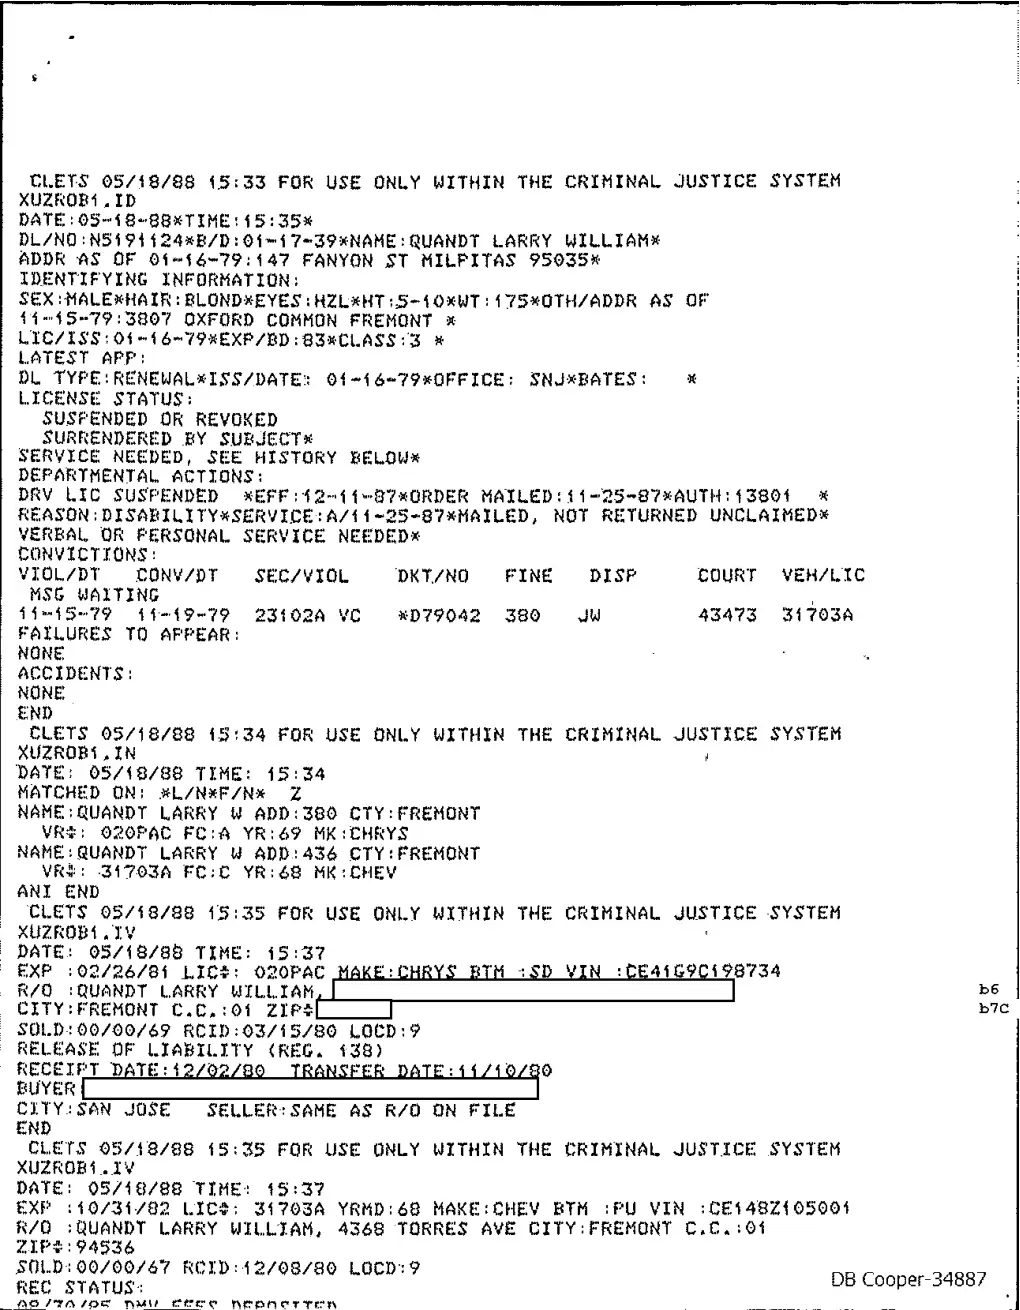 CLETS 05/18/88 15:33 FOR USE ONLY WITHIN THE CRIMINAL JUSTICE SYSTEM
XUZROB1.ID
DATE:05-18-88*TIME:15:35*
DL/NO:N5191124*B/D:01-17-39*NAME:QUANDT LARRY WILLIAM*
ADDR AS OF 01-16-79:147 FANYON ST MILPITAS 95035*
IDENTIFYING INFORMATION:
SEX:MALE*HAIR:BLOND*EYES:HZL*HT:5-10*WT:175*OTH/ADDR AS OF
11-15-79:3807 OXFORD COMMON FREMONT *
LIC/ISS:01-16-79*EXP/BD:83*CLASS:3 *
LATEST APP:
DL TYPE:RENEWAL*ISS/DATE: 01-16-79*OFFICE: SNJ*BATES: *
LICENSE STATUS:
SUSPENDED OR REVOKED
SURRENDERED BY SUBJECT*
SERVICE NEEDED, SEE HISTORY BELOW*
DEPARTMENTAL ACTIONS:
DRV LIC SUSPENDED *EFF:12-11-87*ORDER MAILED:11-25-87*AUTH:13801 *
REASON:DISABILITY*SERVICE:A/11-25-87*MAILED, NOT RETURNED UNCLAIMED*
VERBAL OR PERSONAL SERVICE NEEDED*
CONVICTIONS:
VIOL/DT CONV/DT SEC/VIOL DKT/NO FINE DISP COURT VEH/LIC
MSG WAITING
11-15-79 11-19-79 23102A VC *D79042 380 JW 43473 31703A
FAILURES TO APPEAR:
NONE
ACCIDENTS:
NONE
END
CLETS 05/18/88 15:34 FOR USE ONLY WITHIN THE CRIMINAL JUSTICE SYSTEM
XUZROB1.IN
DATE: 05/18/88 TIME: 15:34
MATCHED ON: *L/N*F/N* Z
NAME:QUANDT LARRY W ADD:380 CTY:FREMONT
VR#: 020PAC FC:A YR:69 MK:CHRYS
NAME:QUANDT LARRY W ADD:436 CTY:FREMONT
VR#: 31703A FC:C YR:68 MK:CHEV
ANI END
CLETS 05/18/88 15:35 FOR USE ONLY WITHIN THE CRIMINAL JUSTICE SYSTEM
XUZROB1.IV
DATE: 05/18/88 TIME: 15:37
EXP :02/26/81 LIC#: 020PAC MAKE:CHRYS BTM :SD VIN :CE41G9C198734
R/O :QUANDT LARRY WILLIAM,
b6
CITY:FREMONT C.C.:01 ZIP#
b7C
SOLD:00/00/69 RCID:03/15/80 LOCD:9
RELEASE OF LIABILITY (REG. 138)
RECEIPT DATE:12/02/80 TRANSFER DATE:11/10/80
BUYER
CITY:SAN JOSE SELLER:SAME AS R/O ON FILE
END
CLETS 05/18/88 15:35 FOR USE ONLY WITHIN THE CRIMINAL JUSTICE SYSTEM
XUZROB1.IV
DATE: 05/18/88 TIME: 15:37
EXP :10/31/82 LIC#: 31703A YRMD:68 MAKE:CHEV BTM :PU VIN :CE148Z105001
R/O :QUANDT LARRY WILLIAM, 4368 TORRES AVE CITY:FREMONT C.C.:01
ZIP#:94536
SOLD:00/00/67 RCID:12/08/80 LOCD:9
REC STATUS:
DMV FEES DEPOSITED
DB Cooper-34887